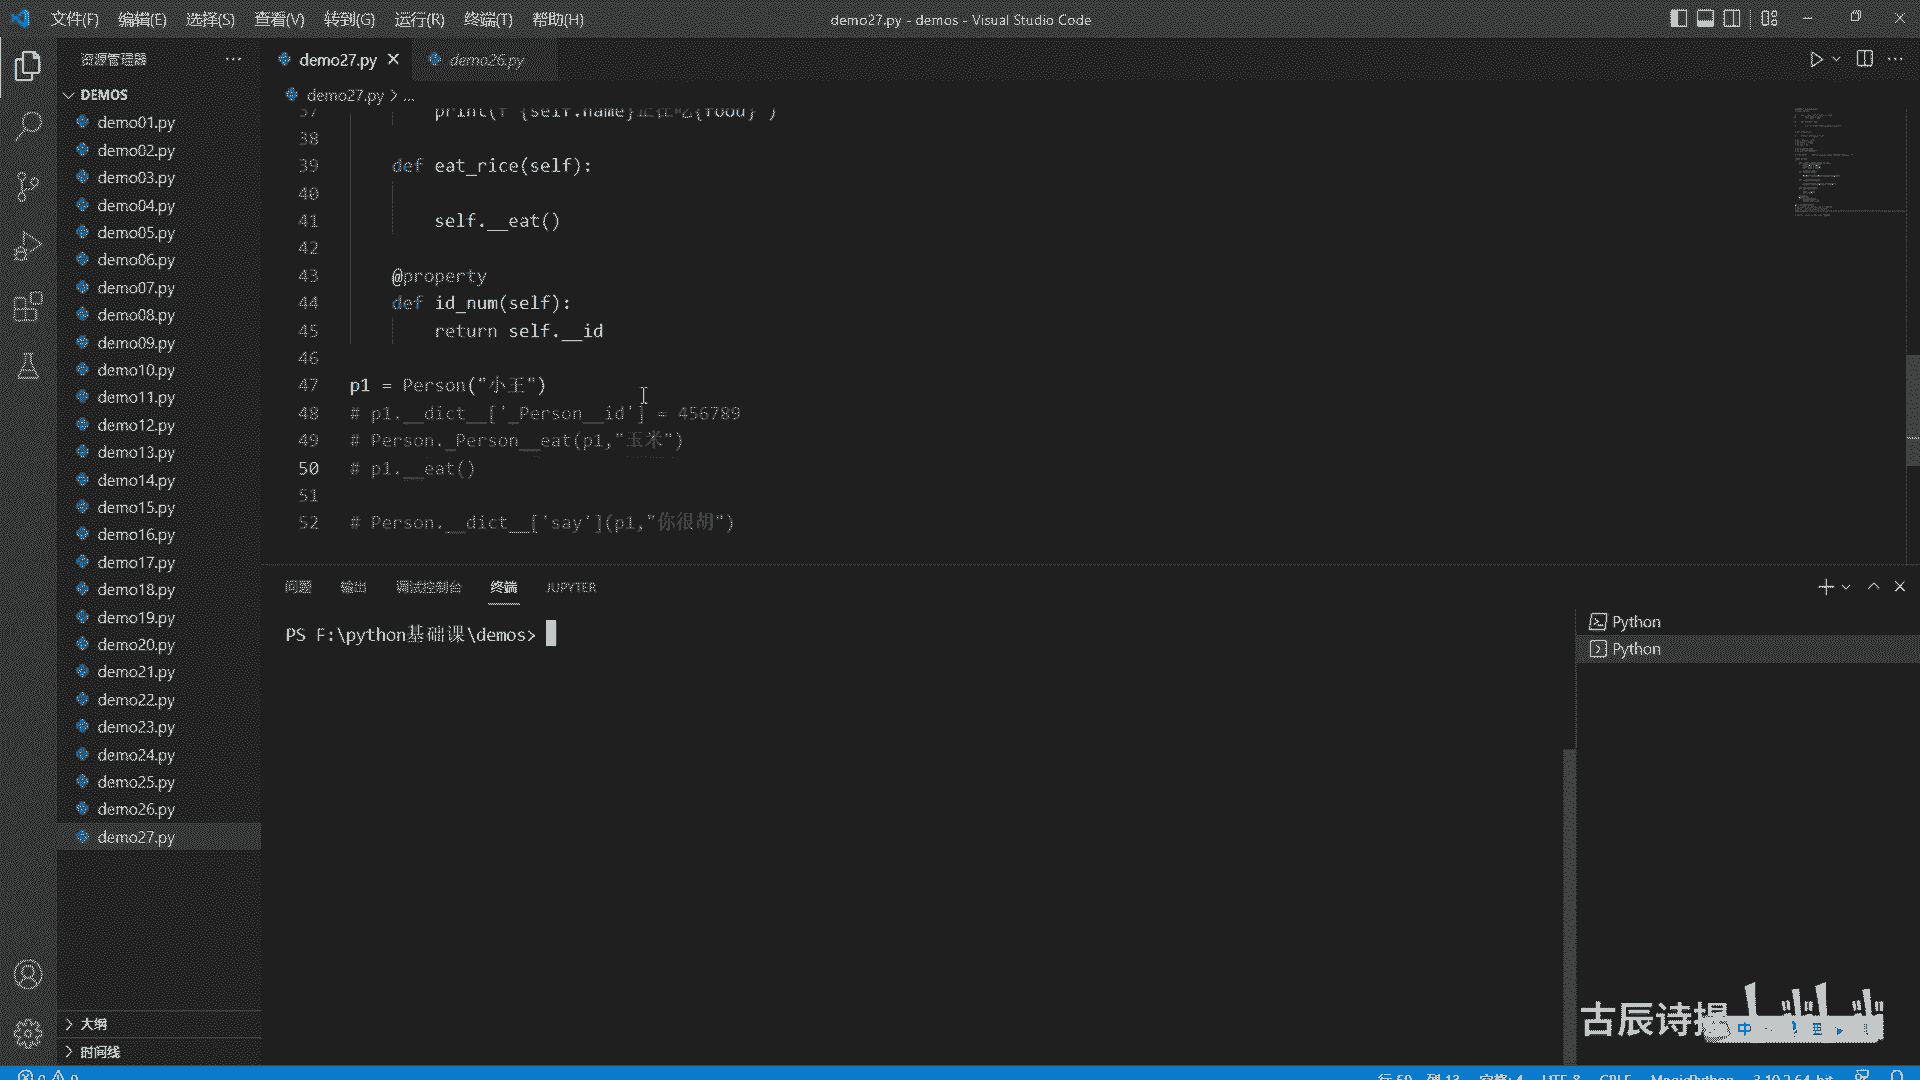 文件(F) 编辑(E) 选择(S) 查看(V) 转到(G) 运行(R) 终端(T) 帮助(H)
demo27.py - demos - Visual Studio Code
资源管理器
demo27.py
demo26.py
DEMOS
demo27.py > ...
demo01.py
demo02.py
demo03.py
demo04.py
demo05.py
demo06.py
demo07.py
demo08.py
demo09.py
demo10.py
demo11.py
demo12.py
demo13.py
demo14.py
demo15.py
demo16.py
demo17.py
demo18.py
demo19.py
demo20.py
demo21.py
demo22.py
demo23.py
demo24.py
demo25.py
demo26.py
demo27.py
大纲
时间线
37 print(f"{self.name}正在吃{food}")
38
39 def eat_rice(self):
40
41 self.__eat()
42
43 @property
44 def id_num(self):
45 return self.__id
46
47 p1 = Person("小王")
48 # p1.__dict__['_Person__id'] = 456789
49 # Person._Person__eat(p1,"玉米")
50 # p1.__eat()
51
52 # Person.__dict__['say'](p1,"你很胡")
问题 输出 调试控制台 终端 JUPYTER
PS F:\python基础课\demos>
Python
Python
古辰诗提
中